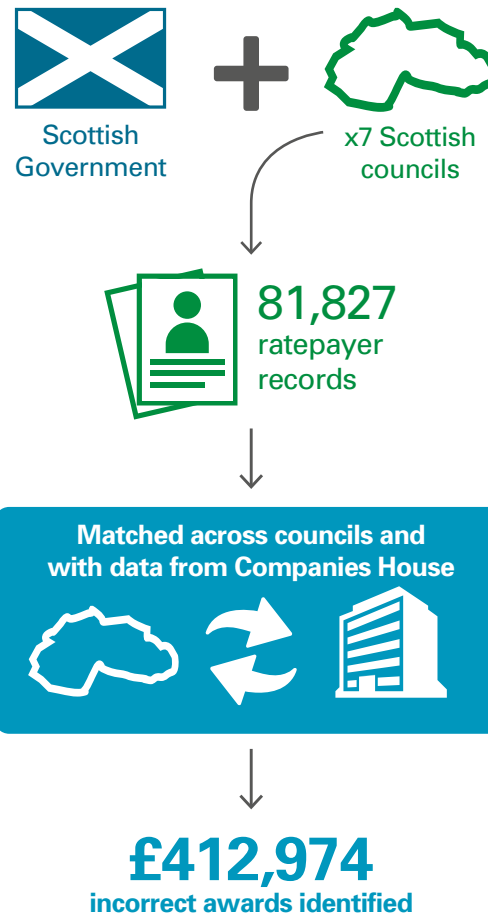 Scottish
Government
x7 Scottish
councils
81,827
ratepayer
records
Matched across councils and
with data from Companies House
£412,974
incorrect awards identified